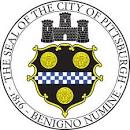 THE SEAL OF THE CITY OF PITTSBURGH
1816
BENIGNO NUMINE